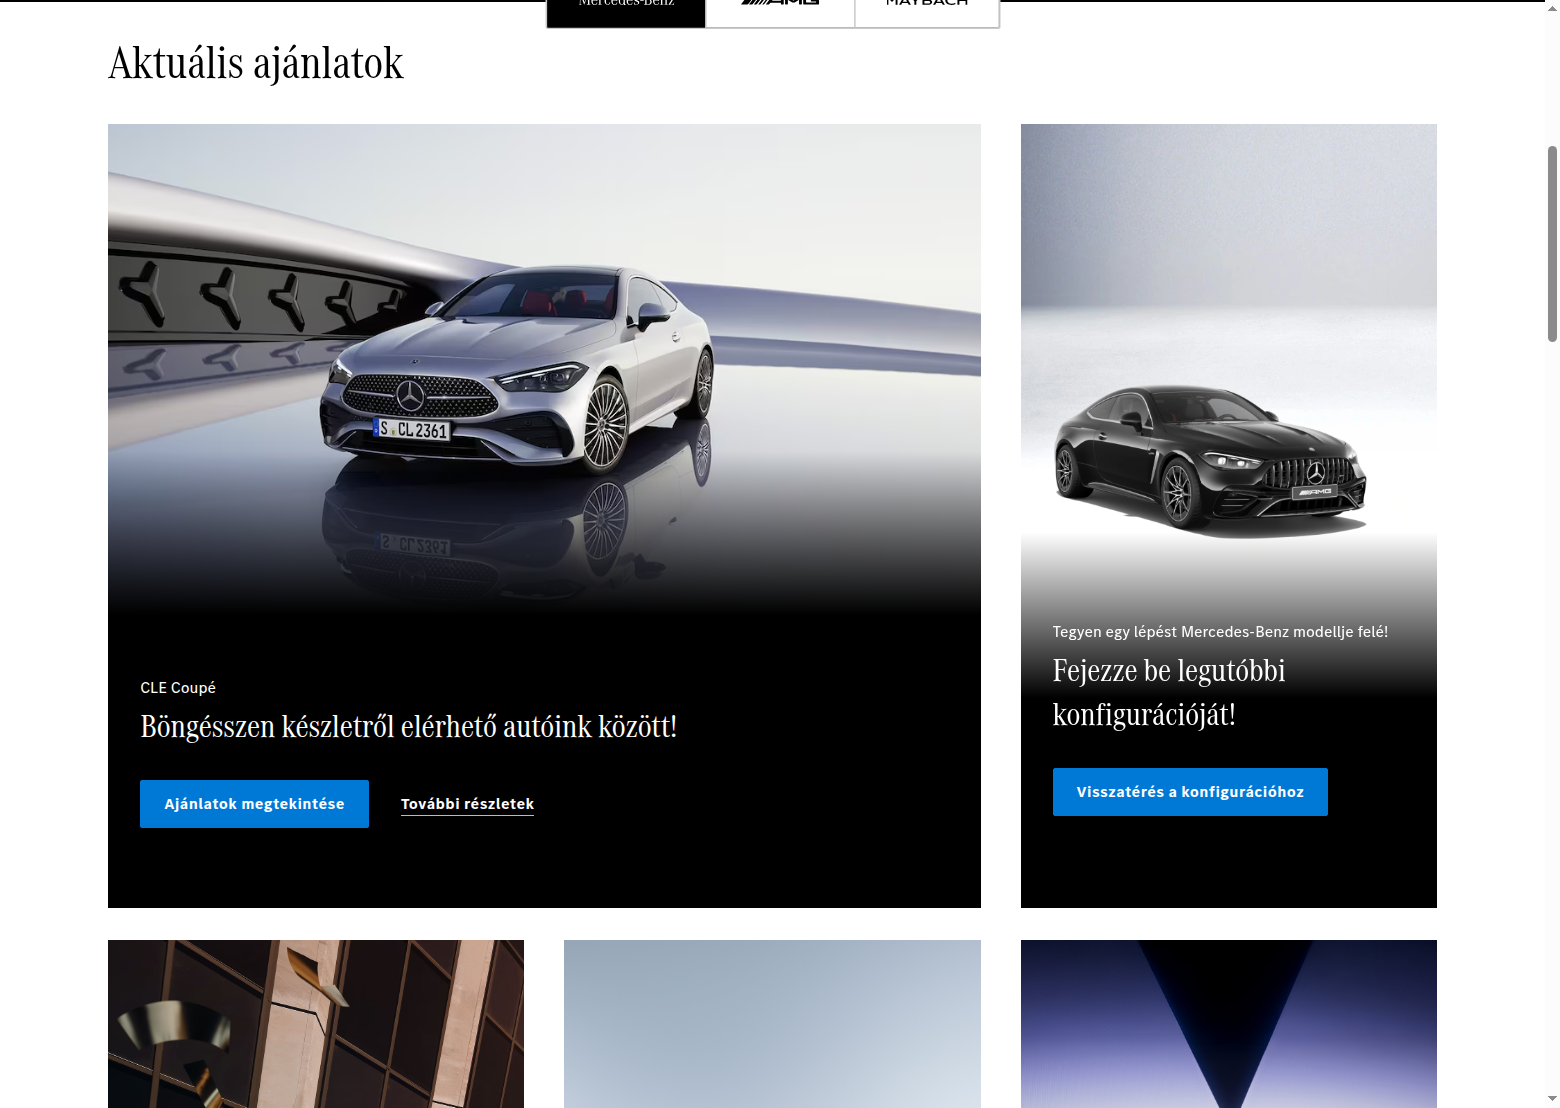 Mercedes-Benz
AMG
MAYBACH
Aktuális ajánlatok
S CL 2361
AMG
CLE Coupé
Böngésszen készletről elérhető autóink között!
Ajánlatok megtekintése
További részletek
Tegyen egy lépést Mercedes-Benz modellje felé!
Fejezze be legutóbbi
konfigurációját!
Visszatérés a konfigurációhoz